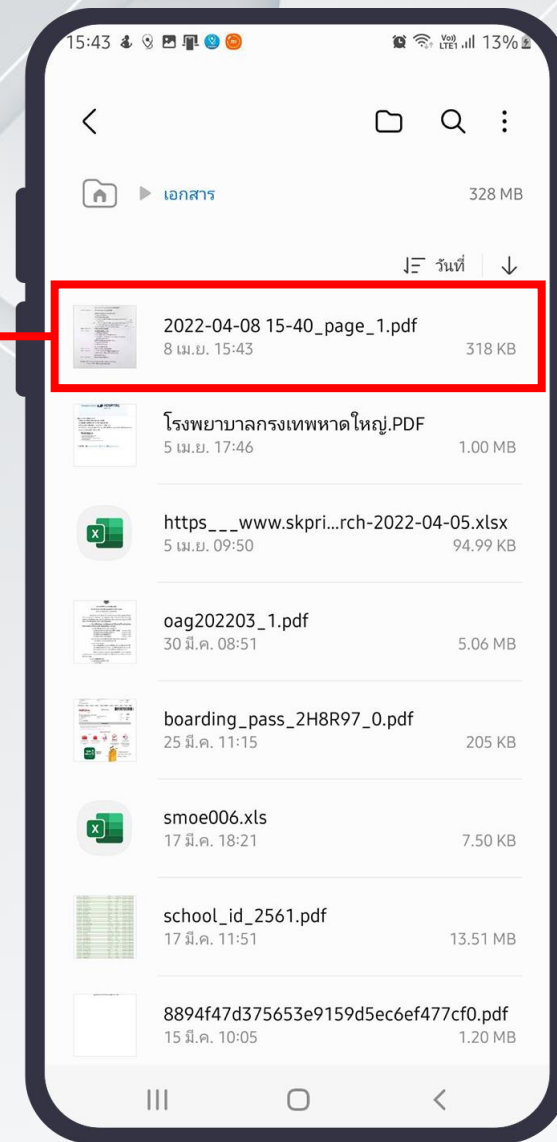 15:43
Vo)) LTE1 13%
เอกสาร 328 MB
วันที่
2022-04-08 15-40_page_1.pdf
8 เม.ย. 15:43 318 KB
โรงพยาบาลกรงเทพหาดใหญ่.PDF
5 เม.ย. 17:46 1.00 MB
https___www.skpri...rch-2022-04-05.xlsx
5 เม.ย. 09:50 94.99 KB
oag202203_1.pdf
30 มี.ค. 08:51 5.06 MB
boarding_pass_2H8R97_0.pdf
25 มี.ค. 11:15 205 KB
smoe006.xls
17 มี.ค. 18:21 7.50 KB
school_id_2561.pdf
17 มี.ค. 11:51 13.51 MB
8894f47d375653e9159d5ec6ef477cf0.pdf
15 มี.ค. 10:05 1.20 MB